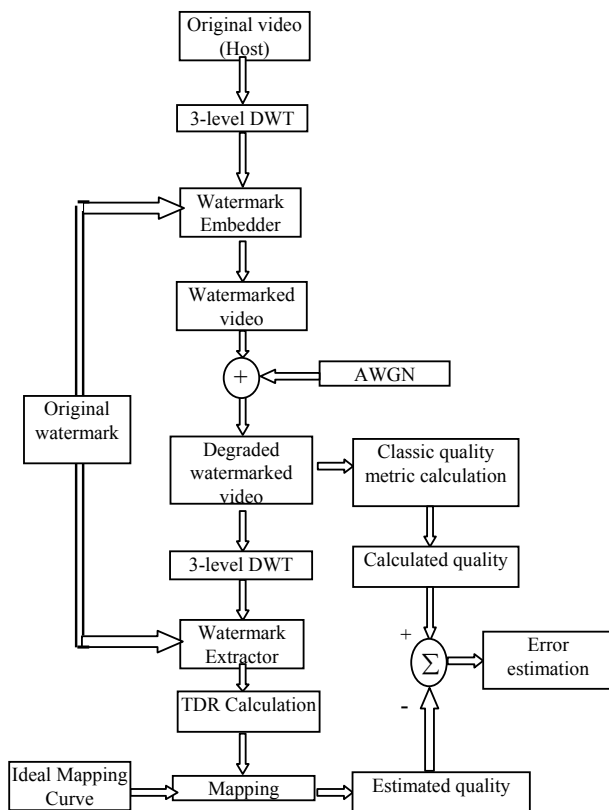 Original video
(Host)
3-level DWT
Watermark
Embedder
Watermarked
video
+
AWGN
Original
watermark
Degraded
watermarked
video
Classic quality
metric calculation
3-level DWT
Calculated quality
Watermark
Extractor
+
Σ
-
Error
estimation
TDR Calculation
Ideal Mapping
Curve
Mapping
Estimated quality